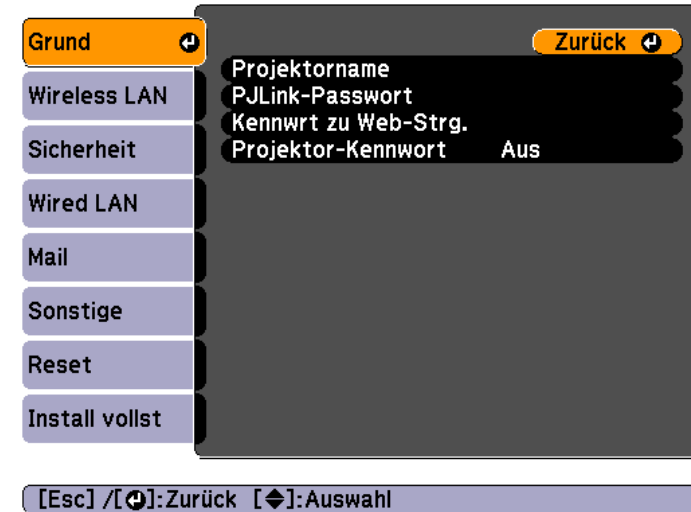 Grund
Zurück
Projektorname
Wireless LAN
PJLink-Passwort
Kennwrt zu Web-Strg.
Sicherheit
Projektor-Kennwort Aus
Wired LAN
Mail
Sonstige
Reset
Install vollst
[Esc] /[⏎]:Zurück [◆]:Auswahl